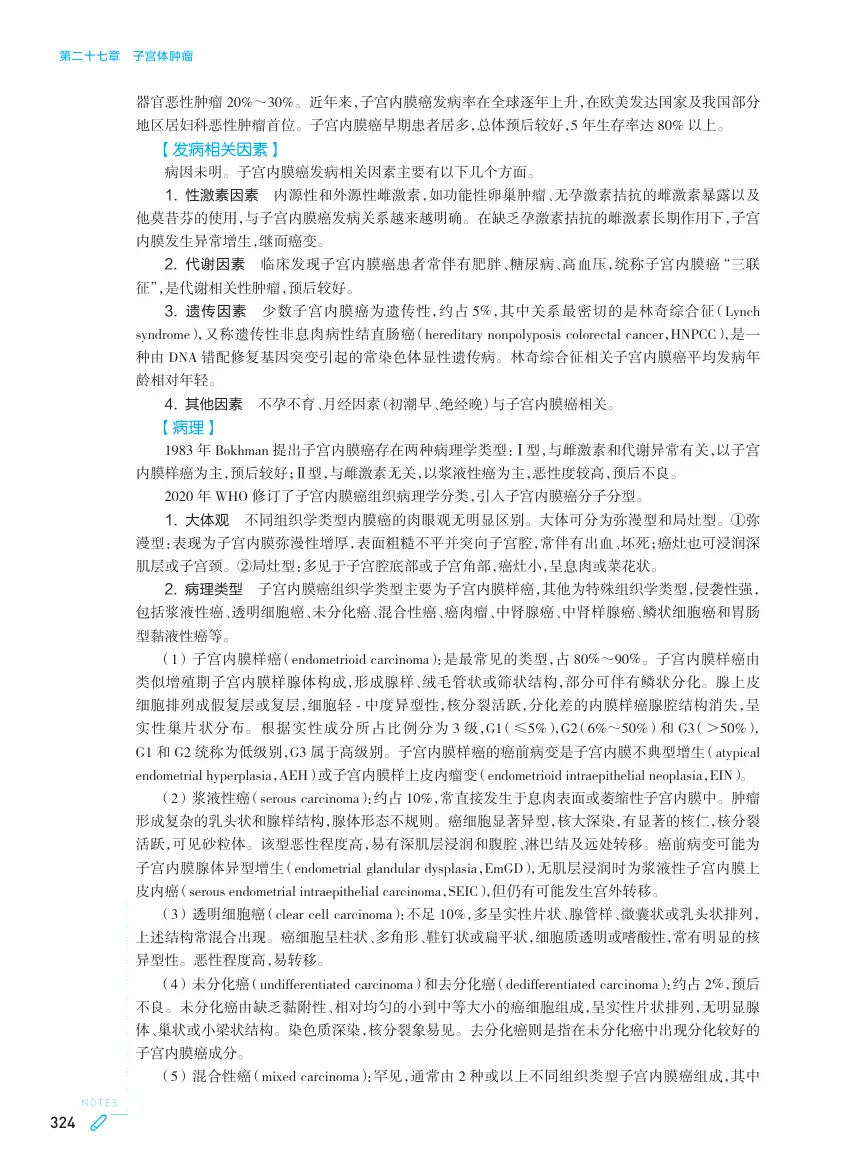 第二十七章 子宫体肿瘤
器官恶性肿瘤 20%～30%。近年来,子宫内膜癌发病率在全球逐年上升,在欧美发达国家及我国部分
地区居妇科恶性肿瘤首位。子宫内膜癌早期患者居多,总体预后较好,5 年生存率达 80% 以上。
【发病相关因素】
病因未明。子宫内膜癌发病相关因素主要有以下几个方面。
1. 性激素因素 内源性和外源性雌激素,如功能性卵巢肿瘤、无孕激素拮抗的雌激素暴露以及
他莫昔芬的使用,与子宫内膜癌发病关系越来越明确。在缺乏孕激素拮抗的雌激素长期作用下,子宫
内膜发生异常增生,继而癌变。
2. 代谢因素 临床发现子宫内膜癌患者常伴有肥胖、糖尿病、高血压,统称子宫内膜癌“三联
征”,是代谢相关性肿瘤,预后较好。
3. 遗传因素 少数子宫内膜癌为遗传性,约占 5%,其中关系最密切的是林奇综合征(Lynch
syndrome),又称遗传性非息肉病性结直肠癌(hereditary nonpolyposis colorectal cancer,HNPCC),是一
种由 DNA 错配修复基因突变引起的常染色体显性遗传病。林奇综合征相关子宫内膜癌平均发病年
龄相对年轻。
4. 其他因素 不孕不育、月经因素(初潮早、绝经晚)与子宫内膜癌相关。
【病理】
1983 年 Bokhman 提出子宫内膜癌存在两种病理学类型:Ⅰ型,与雌激素和代谢异常有关,以子宫
内膜样癌为主,预后较好;Ⅱ型,与雌激素无关,以浆液性癌为主,恶性度较高,预后不良。
2020 年 WHO 修订了子宫内膜癌组织病理学分类,引入子宫内膜癌分子分型。
1. 大体观 不同组织学类型内膜癌的肉眼观无明显区别。大体可分为弥漫型和局灶型。①弥
漫型:表现为子宫内膜弥漫性增厚,表面粗糙不平并突向子宫腔,常伴有出血、坏死;癌灶也可浸润深
肌层或子宫颈。②局灶型:多见于子宫腔底部或子宫角部,癌灶小,呈息肉或菜花状。
2. 病理类型 子宫内膜癌组织学类型主要为子宫内膜样癌,其他为特殊组织学类型,侵袭性强,
包括浆液性癌、透明细胞癌、未分化癌、混合性癌、癌肉瘤、中肾腺癌、中肾样腺癌、鳞状细胞癌和胃肠
型黏液性癌等。
(1)子宫内膜样癌(endometrioid carcinoma):是最常见的类型,占 80%～90%。子宫内膜样癌由
类似增殖期子宫内膜样腺体构成,形成腺样、绒毛管状或筛状结构,部分可伴有鳞状分化。腺上皮
细胞排列成假复层或复层,细胞轻 - 中度异型性,核分裂活跃,分化差的内膜样癌腺腔结构消失,呈
实性巢片状分布。根据实性成分所占比例分为 3 级,G1(≤5%),G2(6%～50%)和 G3(>50%),
G1 和 G2 统称为低级别,G3 属于高级别。子宫内膜样癌的癌前病变是子宫内膜不典型增生(atypical
endometrial hyperplasia,AEH)或子宫内膜样上皮内瘤变(endometrioid intraepithelial neoplasia,EIN)。
(2)浆液性癌(serous carcinoma):约占 10%,常直接发生于息肉表面或萎缩性子宫内膜中。肿瘤
形成复杂的乳头状和腺样结构,腺体形态不规则。癌细胞显著异型,核大深染,有显著的核仁,核分裂
活跃,可见砂粒体。该型恶性程度高,易有深肌层浸润和腹腔、淋巴结及远处转移。癌前病变可能为
子宫内膜腺体异型增生(endometrial glandular dysplasia,EmGD),无肌层浸润时为浆液性子宫内膜上
皮内癌(serous endometrial intraepithelial carcinoma,SEIC),但仍有可能发生宫外转移。
(3)透明细胞癌(clear cell carcinoma):不足 10%,多呈实性片状、腺管样、微囊状或乳头状排列,
上述结构常混合出现。癌细胞呈柱状、多角形、鞋钉状或扁平状,细胞质透明或嗜酸性,常有明显的核
异型性。恶性程度高,易转移。
(4)未分化癌(undifferentiated carcinoma)和去分化癌(dedifferentiated carcinoma):约占 2%,预后
不良。未分化癌由缺乏黏附性、相对均匀的小到中等大小的癌细胞组成,呈实性片状排列,无明显腺
体、巢状或小梁状结构。染色质深染,核分裂象易见。去分化癌则是指在未分化癌中出现分化较好的
子宫内膜癌成分。
(5)混合性癌(mixed carcinoma):罕见,通常由 2 种或以上不同组织类型子宫内膜癌组成,其中
NOTES
324